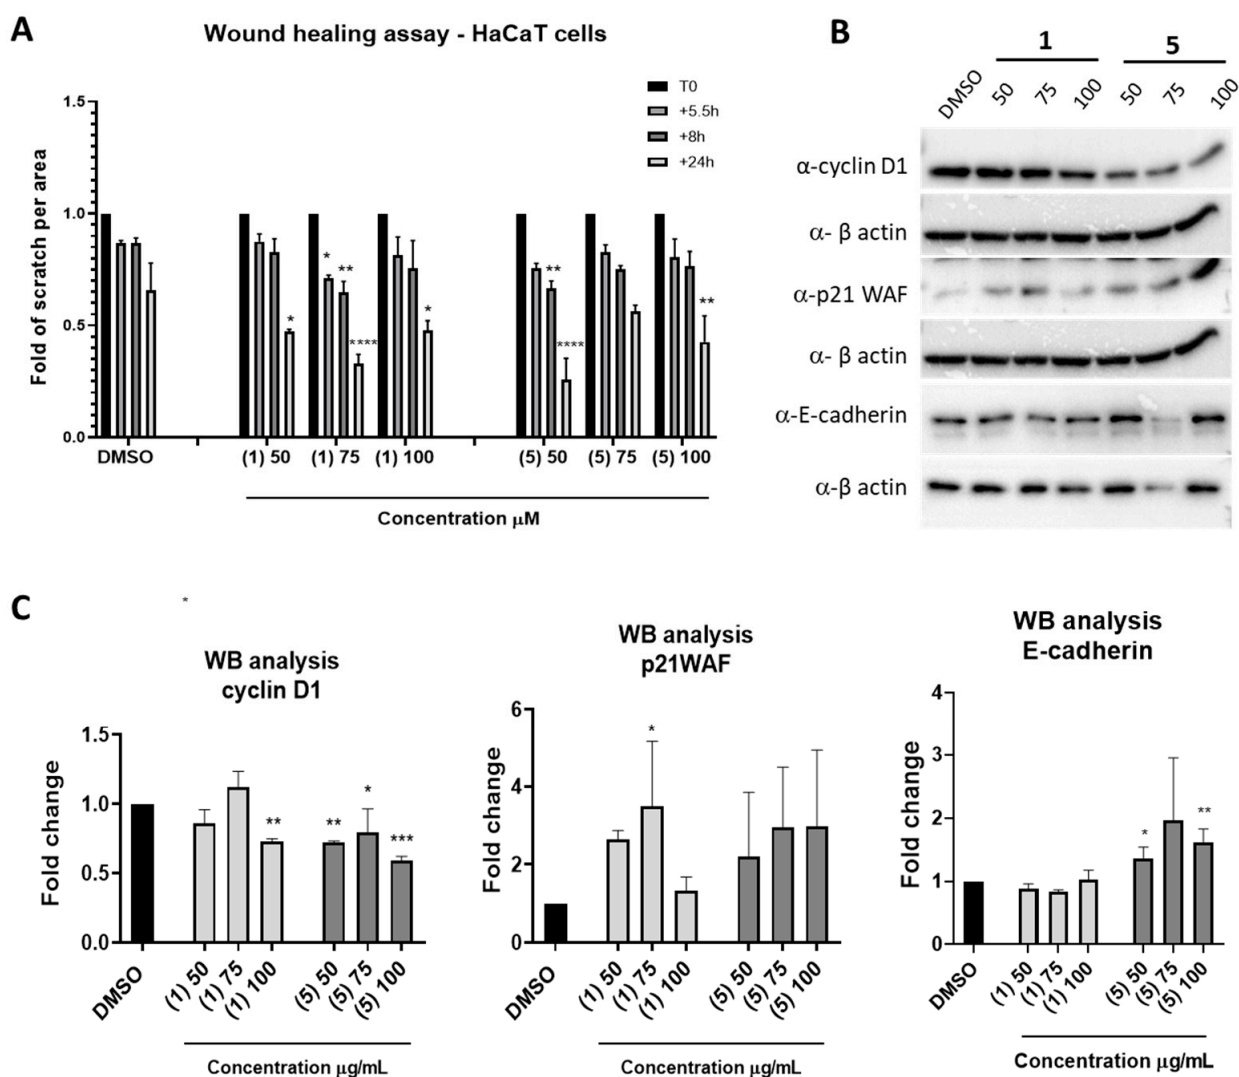 A
Wound healing assay - HaCaT cells
T0
+5.5h
+8h
+24h
Fold of scratch per area
1.5
1.0
0.5
0.0
*
*
**
****
*
**
****
**
DMSO
(1) 50
(1) 75
(1) 100
(5) 50
(5) 75
(5) 100
Concentration μM
B
1
5
DMSO
50
75
100
50
75
100
α-cyclin D1
α- β actin
α-p21 WAF
α- β actin
α-E-cadherin
α-β actin
C
*
WB analysis
cyclin D1
Fold change
1.5
1.0
0.5
0.0
**
**
*
***
DMSO
(1) 50
(1) 75
(1) 100
(5) 50
(5) 75
(5) 100
Concentration μg/mL
WB analysis
p21WAF
Fold change
6
4
2
0
*
DMSO
(1) 50
(1) 75
(1) 100
(5) 50
(5) 75
(5) 100
Concentration μg/mL
WB analysis
E-cadherin
Fold change
4
3
2
1
0
*
**
DMSO
(1) 50
(1) 75
(1) 100
(5) 50
(5) 75
(5) 100
Concentration μg/mL